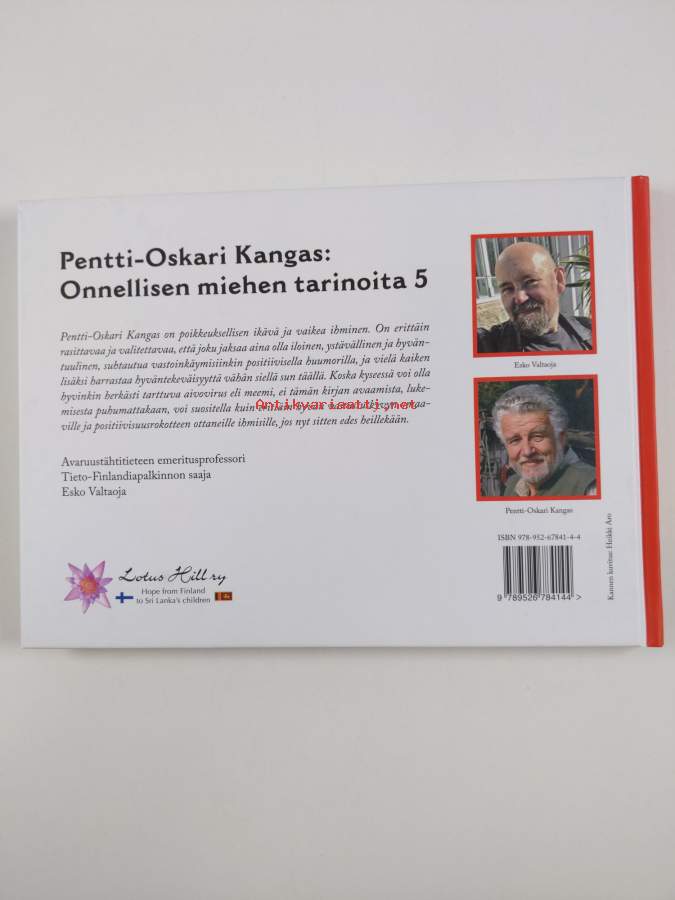 Pentti-Oskari Kangas:
Onnellisen miehen tarinoita 5
Pentti-Oskari Kangas on poikkeuksellisen ikävä ja vaikea ihminen. On erittäin
rasittavaa ja valitettavaa, että joku jaksaa aina olla iloinen, ystävällinen ja hyvän-
tuulinen, subtautua vastoinkäymisiinkin positiivisella huumorilla, ja vielä kaiken
lisäksi harrastaa hyväntekeväisyyttä vähän siellä sun täällä. Koska kyseessä voi olla
hyvinkin herkästi tarttuva aivovirus eli meemi, ei tämän kirjan avaamista, luke-
misesta puhumattakaan, voi suositella kuin
ville ja positiivisuusrokotteen ottaneille ihmisille, jos nyt sitten edes heillekään.
Antikvariaatti.net
Avaruustähtitieteen emeritusprofessori
Tieto-Finlandiapalkinnon saaja
Esko Valtaoja
Lotus Hill ry
Hope from Finland
to Sri Lanka's children
Esko Valtaoja
Pentti-Oskari Kangas
ISBN 978-952-67841-4-4
9 789526 784144 >
Kannen kuvitus: Heikki Aro